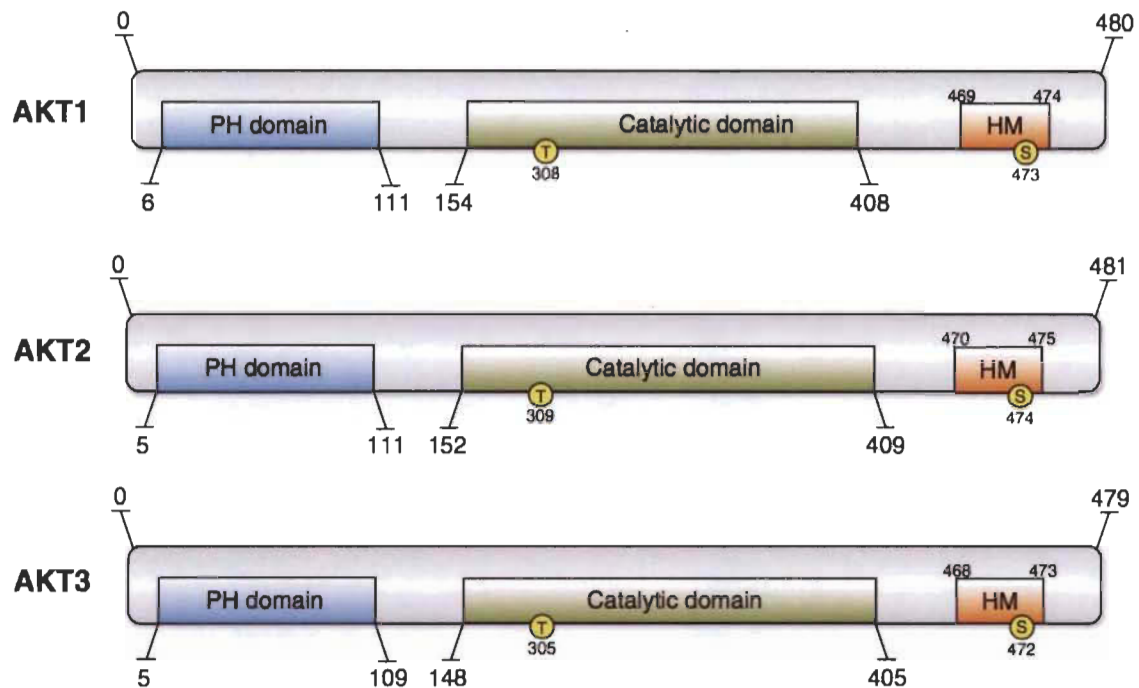 0 480
469 474
AKT1 PH domain Catalytic domain HM
T S
308 473
6 111 154 408
0 481
470 475
AKT2 PH domain Catalytic domain HM
T S
309 474
5 111 152 409
0 479
468 473
AKT3 PH domain Catalytic domain HM
T S
305 472
5 109 148 405